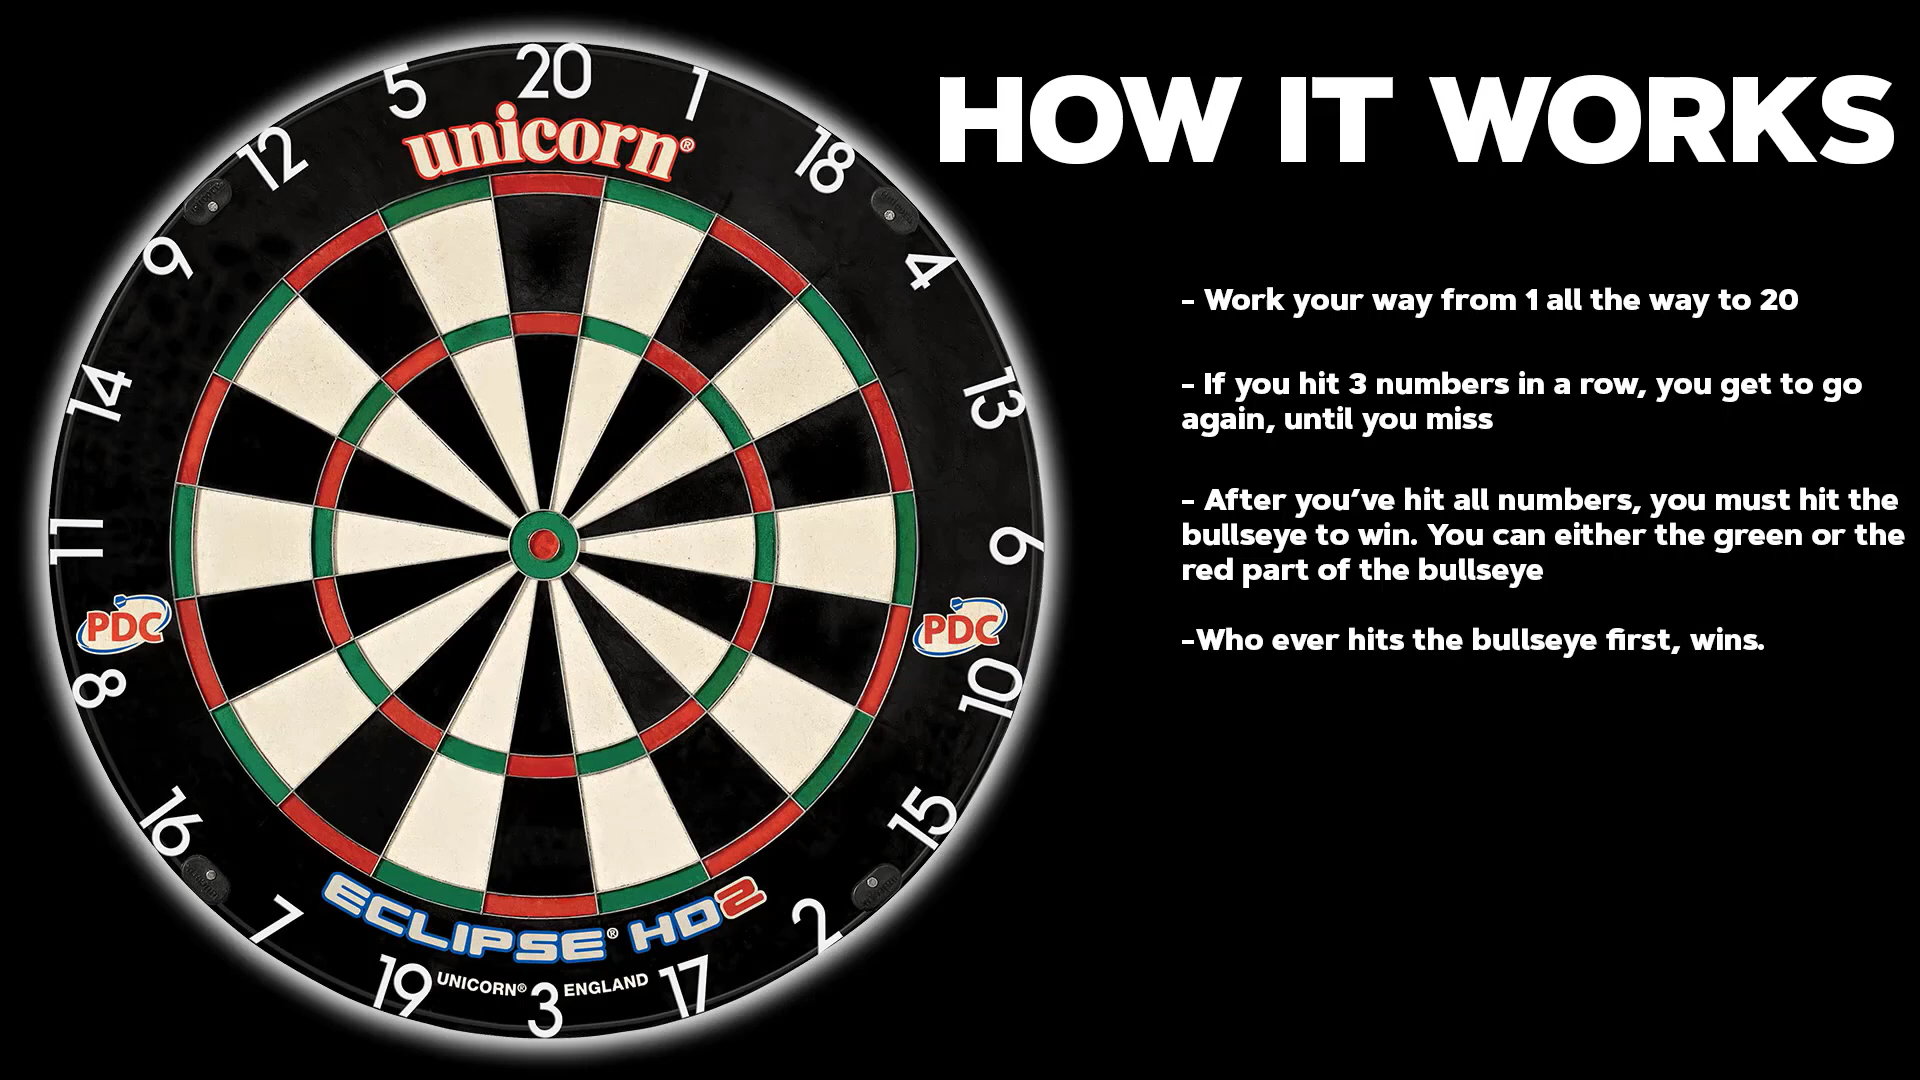 HOW IT WORKS
- Work your way from 1 all the way to 20
- If you hit 3 numbers in a row, you get to go
again, until you miss
- After you've hit all numbers, you must hit the
bullseye to win. You can either the green or the
red part of the bullseye
-Who ever hits the bullseye first, wins.
20
1
18
4
13
6
10
15
2
17
3
19
7
16
8
11
14
9
12
5
unicorn®
PDC
PDC
ECLIPSE® HD2
UNICORN® ENGLAND